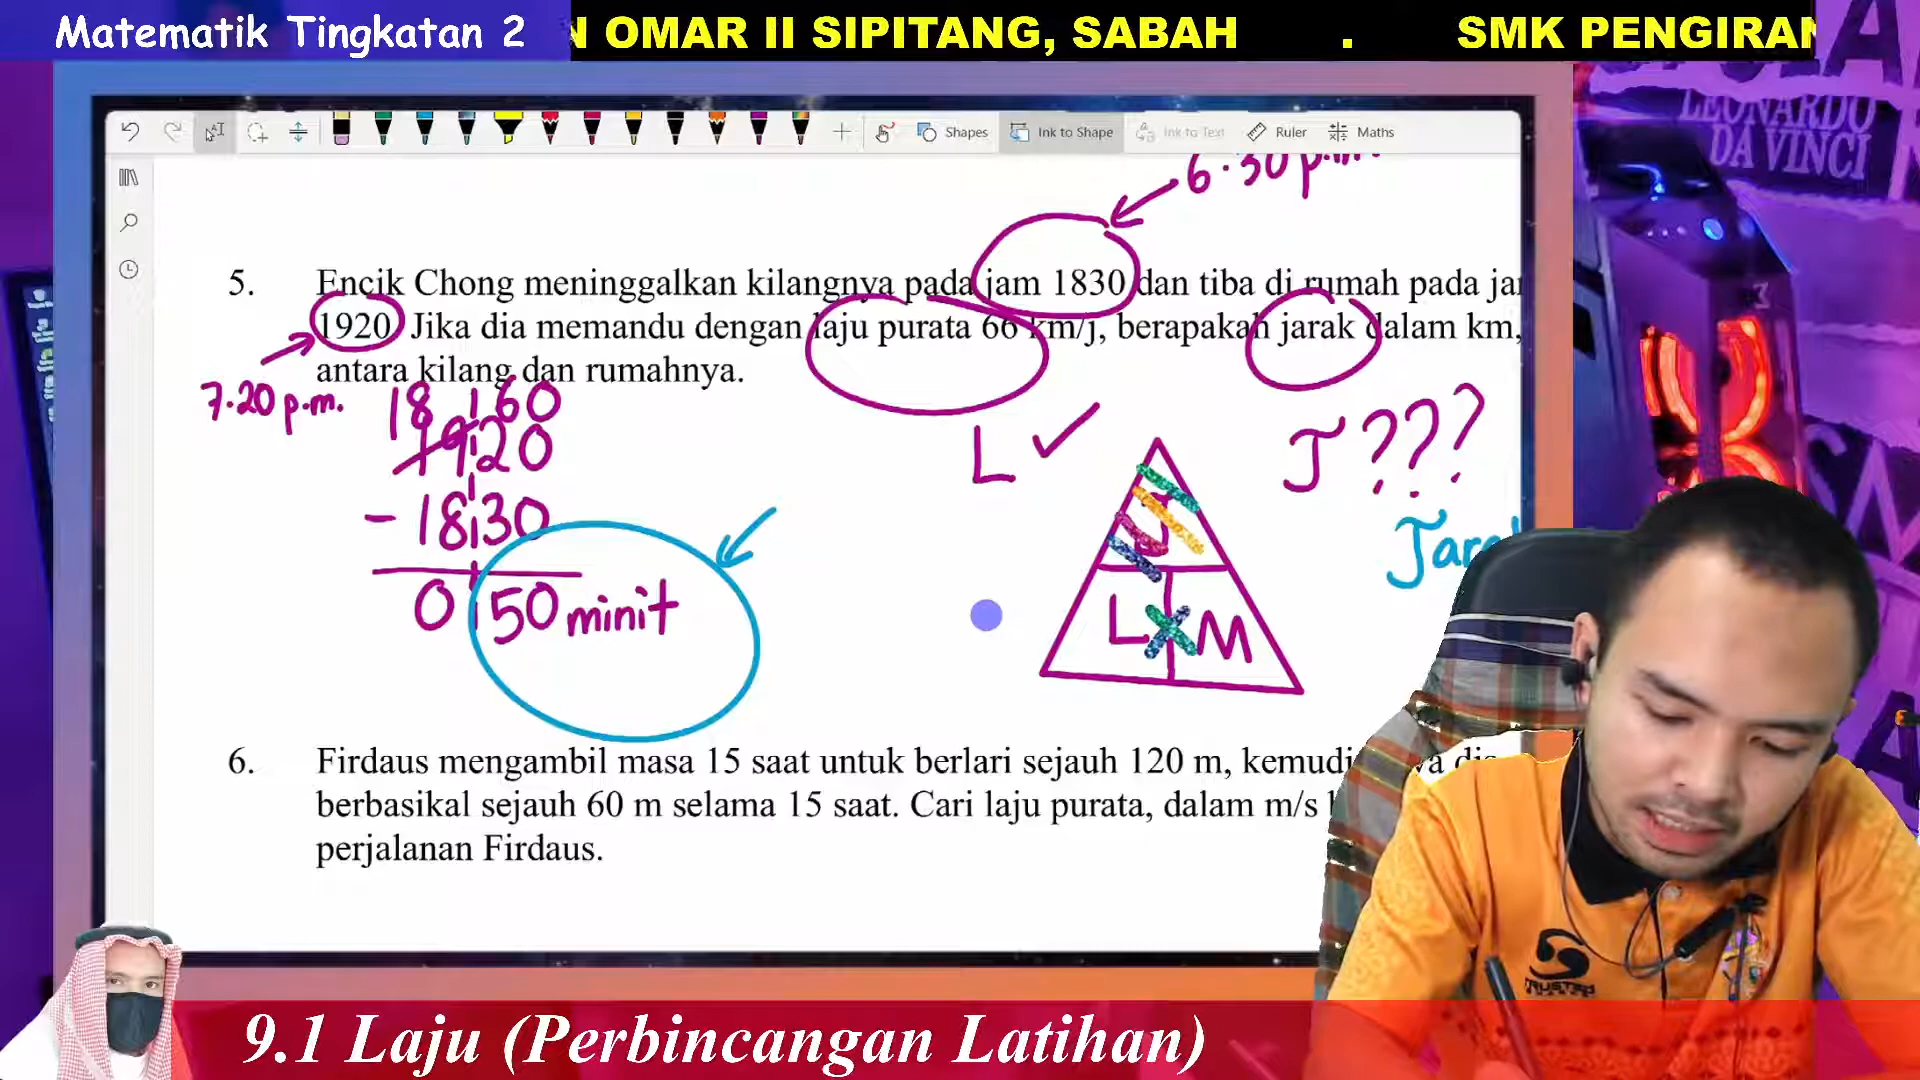 Matematik Tingkatan 2
N OMAR II SIPITANG, SABAH . SMK PENGIRAN
LEONARDO
DA VINCI
Shapes Ink to Shape Ink to Text Ruler Maths
6.30 p.m.
5. Encik Chong meninggalkan kilangnya pada jam 1830 dan tiba di rumah pada jam
1920. Jika dia memandu dengan laju purata 66 km/j, berapakah jarak dalam km,
antara kilang dan rumahnya.
7.20 p.m.
18 60
1920
- 1830
0 50 minit
L ✓
J ???
J
L × M
Jara
6. Firdaus mengambil masa 15 saat untuk berlari sejauh 120 m, kemudi
berbasikal sejauh 60 m selama 15 saat. Cari laju purata, dalam m/s
perjalanan Firdaus.
TRUSTED
9.1 Laju (Perbincangan Latihan)